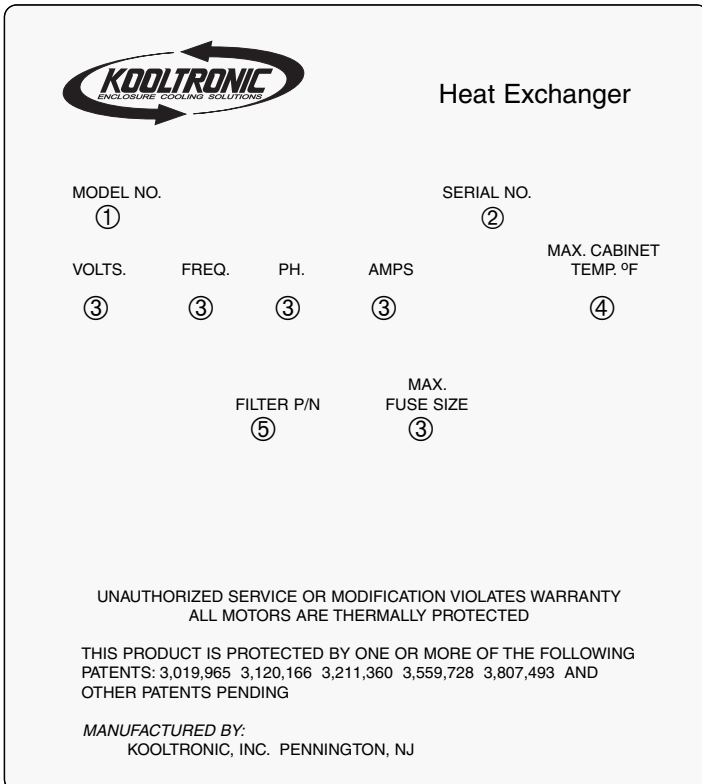 KOOLTRONIC
ENCLOSURE COOLING SOLUTIONS
Heat Exchanger
MODEL NO. SERIAL NO.
① ②
MAX. CABINET
VOLTS. FREQ. PH. AMPS TEMP. ºF
③ ③ ③ ③ ④
MAX.
FILTER P/N FUSE SIZE
⑤ ③
UNAUTHORIZED SERVICE OR MODIFICATION VIOLATES WARRANTY
ALL MOTORS ARE THERMALLY PROTECTED
THIS PRODUCT IS PROTECTED BY ONE OR MORE OF THE FOLLOWING
PATENTS: 3,019,965 3,120,166 3,211,360 3,559,728 3,807,493 AND
OTHER PATENTS PENDING
MANUFACTURED BY:
KOOLTRONIC, INC. PENNINGTON, NJ